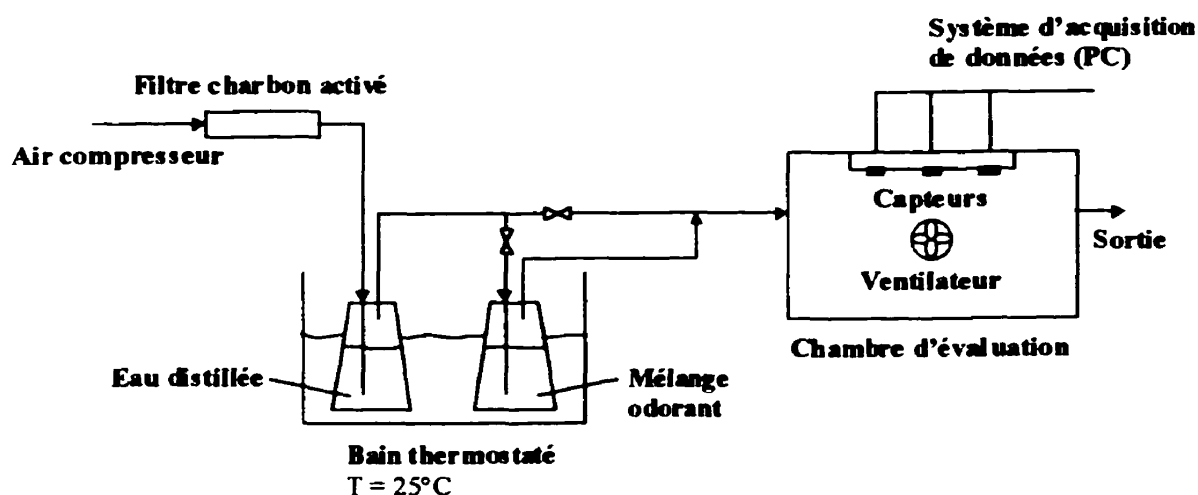 Système d'acquisition
de données (PC)
Filtre charbon activé
Air compresseur
Capteurs
Sortie
Ventilateur
Chambre d'évaluation
Eau distillée
Mélange
odorant
Bain thermostaté
T = 25°C